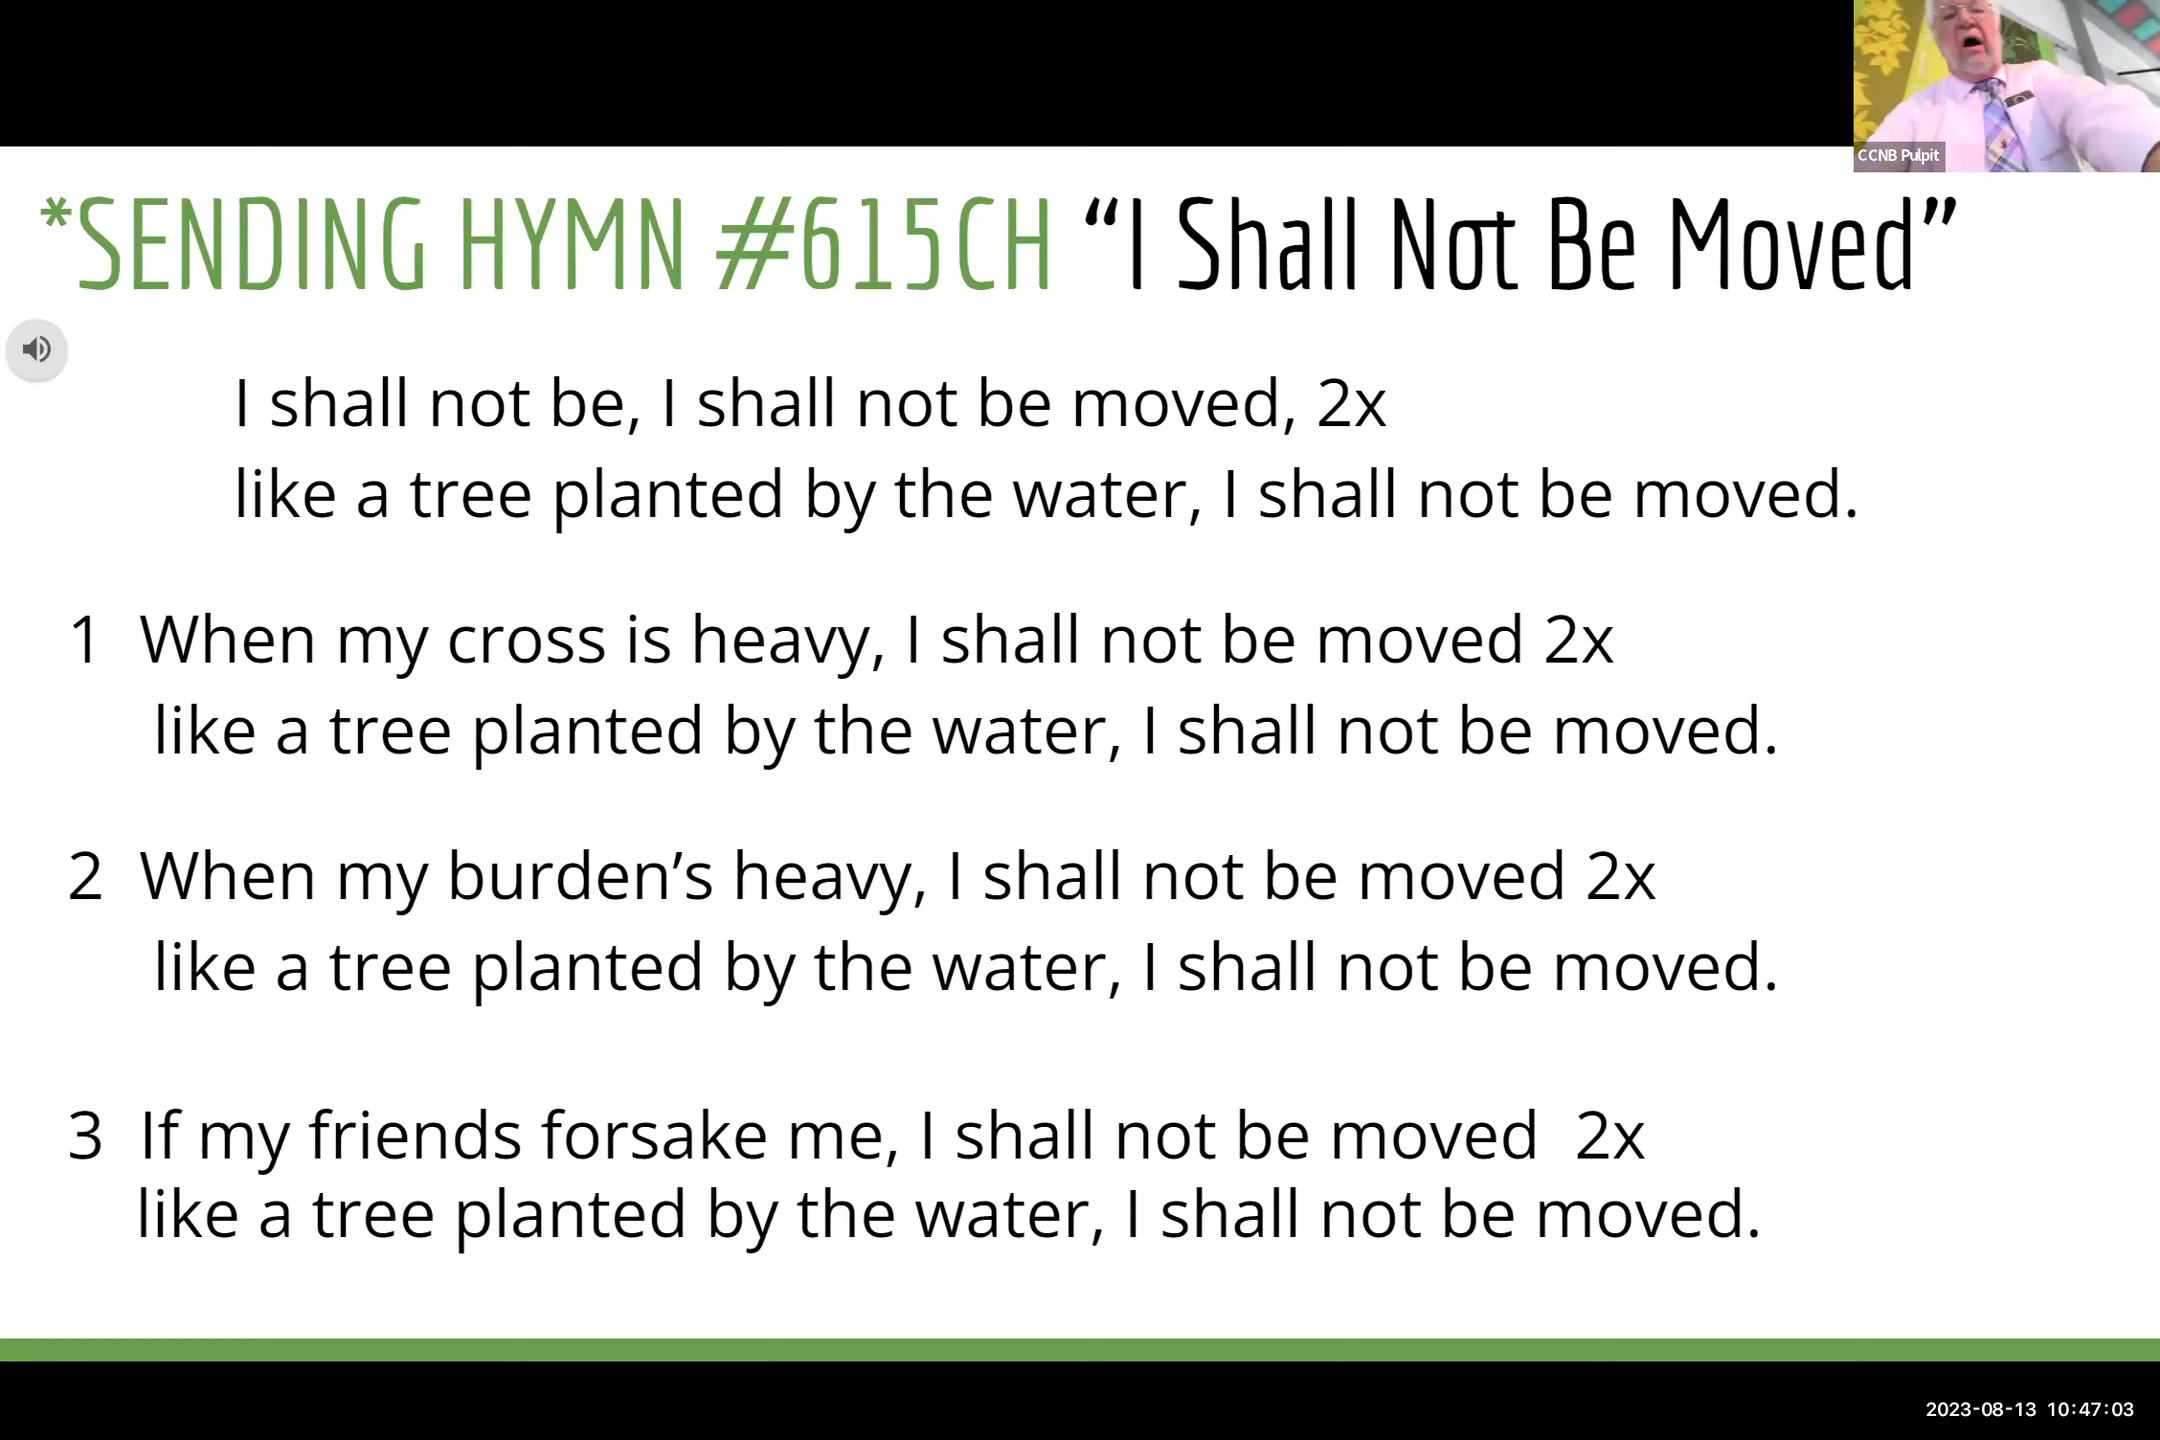 CCNB Pulpit
*SENDING HYMN #615CH “I Shall Not Be Moved”
I shall not be, I shall not be moved, 2x
like a tree planted by the water, I shall not be moved.
1 When my cross is heavy, I shall not be moved 2x
like a tree planted by the water, I shall not be moved.
2 When my burden’s heavy, I shall not be moved 2x
like a tree planted by the water, I shall not be moved.
3 If my friends forsake me, I shall not be moved 2x
like a tree planted by the water, I shall not be moved.
2023-08-13 10:47:03